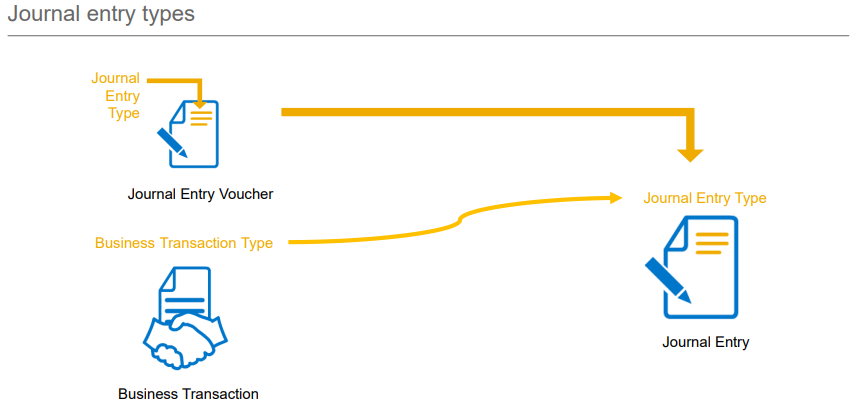 Journal entry types
Journal
Entry
Type
Journal Entry Voucher
Journal Entry Type
Business Transaction Type
Journal Entry
Business Transaction